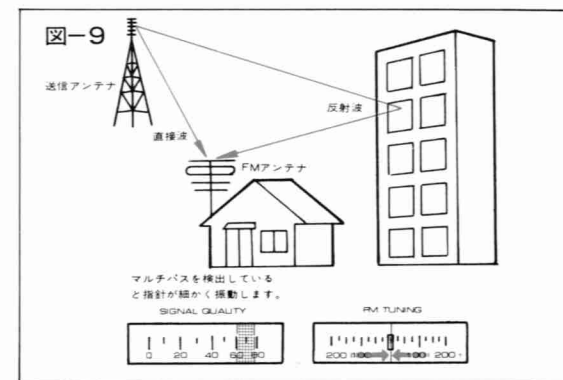 図-9
送信アンテナ
反射波
直接波
FMアンテナ
マルチパスを検出している
と指針が細かく振動します。
SIGNAL QUALITY
0 20 40 60 80
FM TUNING
200 100 100 200